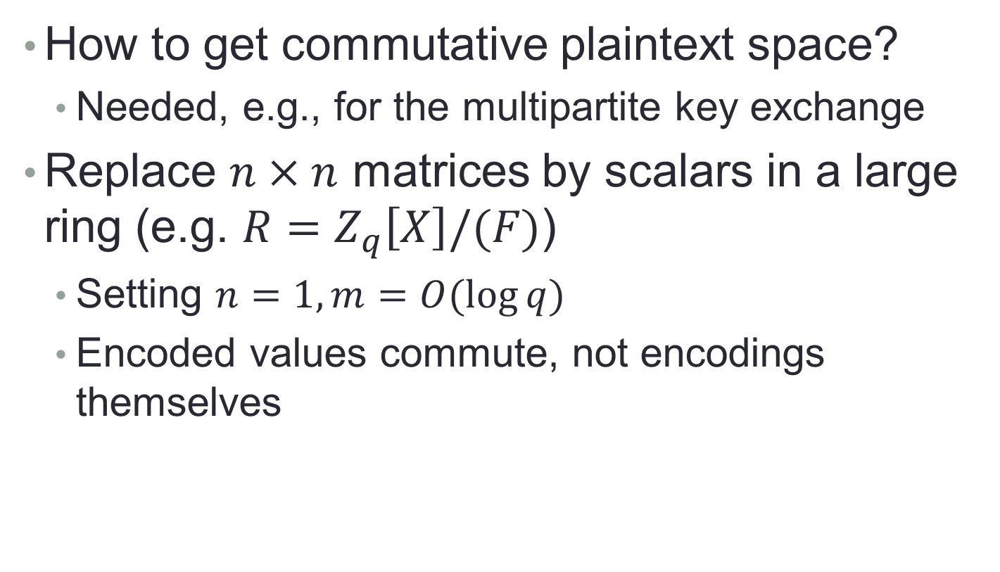 • How to get commutative plaintext space?
• Needed, e.g., for the multipartite key exchange
• Replace 𝑛 × 𝑛 matrices by scalars in a large
ring (e.g. 𝑅 = 𝑍_𝑞[𝑋]/(𝐹))
• Setting 𝑛 = 1, 𝑚 = 𝑂(log 𝑞)
• Encoded values commute, not encodings
themselves